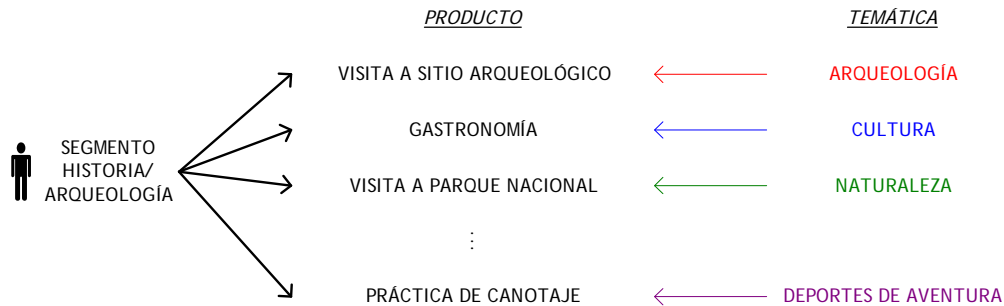 PRODUCTO
TEMÁTICA
VISITA A SITIO ARQUEOLÓGICO
ARQUEOLOGÍA
GASTRONOMÍA
CULTURA
SEGMENTO
HISTORIA/
ARQUEOLOGÍA
VISITA A PARQUE NACIONAL
NATURALEZA
⋮
PRÁCTICA DE CANOTAJE
DEPORTES DE AVENTURA